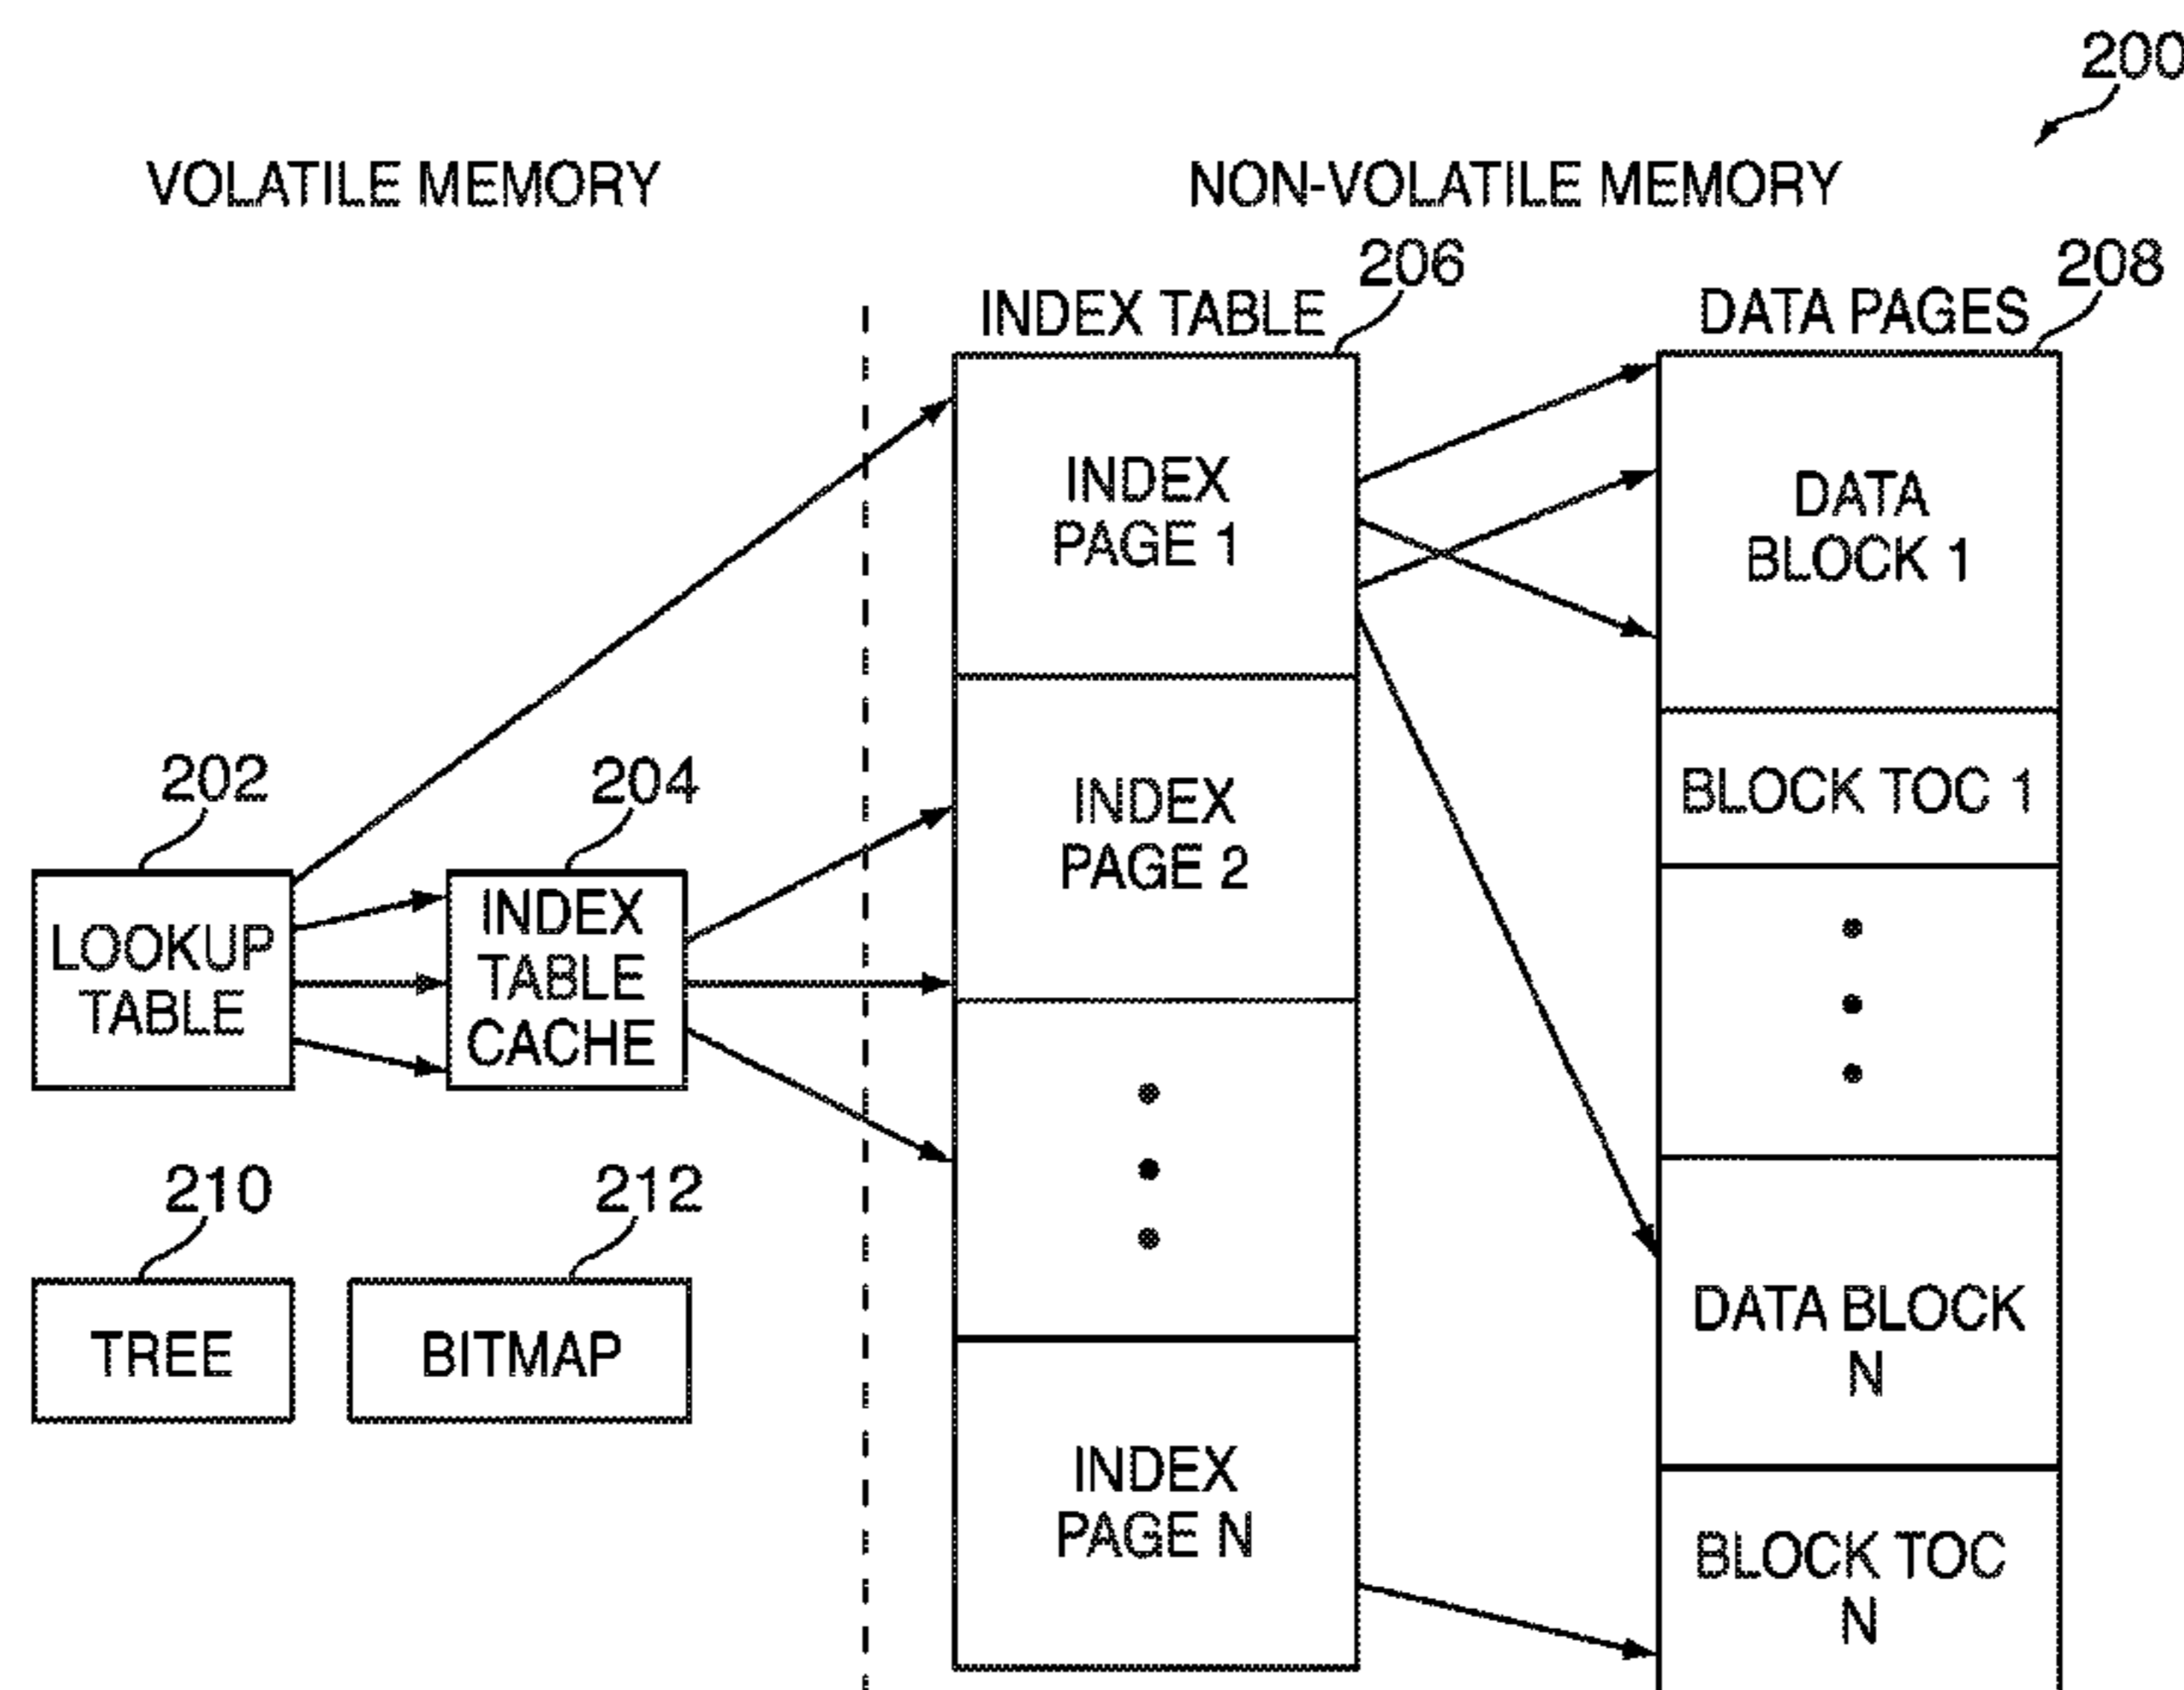 200
VOLATILE MEMORY
NON-VOLATILE MEMORY
206
208
INDEX TABLE
DATA PAGES
INDEX
PAGE 1
DATA
BLOCK 1
202
204
INDEX
PAGE 2
BLOCK TOC 1
LOOKUP
TABLE
INDEX
TABLE
CACHE
210
212
TREE
BITMAP
DATA BLOCK
N
INDEX
PAGE N
BLOCK TOC
N